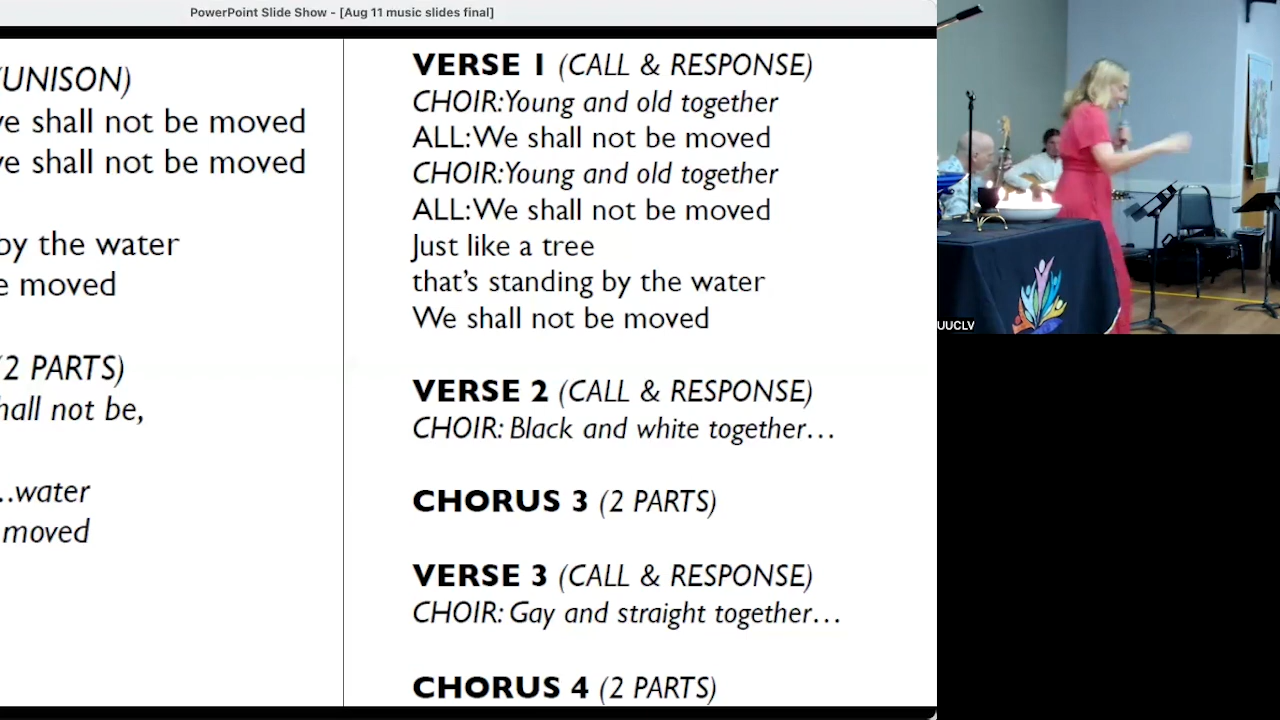 PowerPoint Slide Show - [Aug 11 music slides final]
(UNISON)
we shall not be moved
we shall not be moved
by the water
moved
(2 PARTS)
shall not be,
…water
moved
VERSE 1 (CALL & RESPONSE)
CHOIR: Young and old together
ALL: We shall not be moved
CHOIR: Young and old together
ALL: We shall not be moved
Just like a tree
that’s standing by the water
We shall not be moved
VERSE 2 (CALL & RESPONSE)
CHOIR: Black and white together…
CHORUS 3 (2 PARTS)
VERSE 3 (CALL & RESPONSE)
CHOIR: Gay and straight together…
CHORUS 4 (2 PARTS)
UUCLV